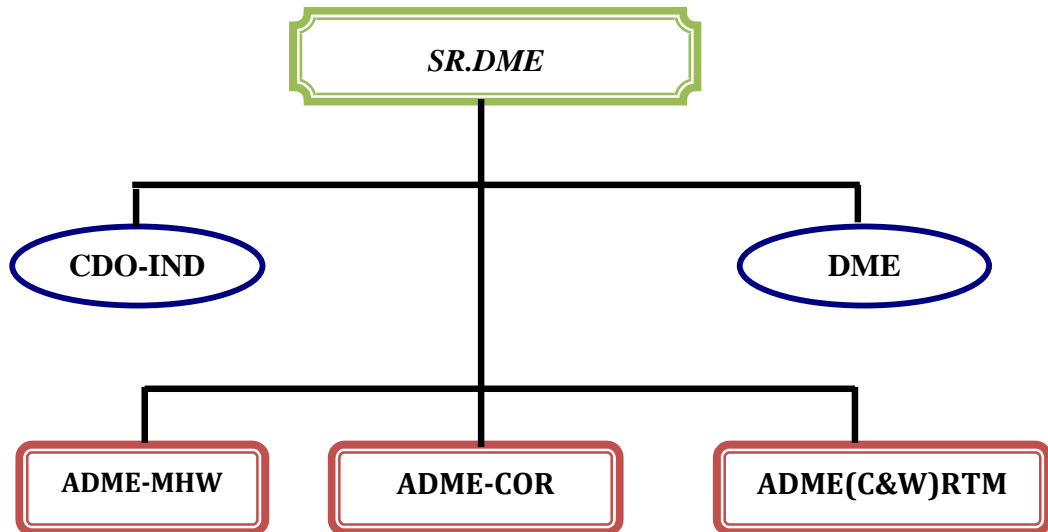 SR.DME
CDO-IND
DME
ADME-MHW
ADME-COR
ADME(C&W)RTM